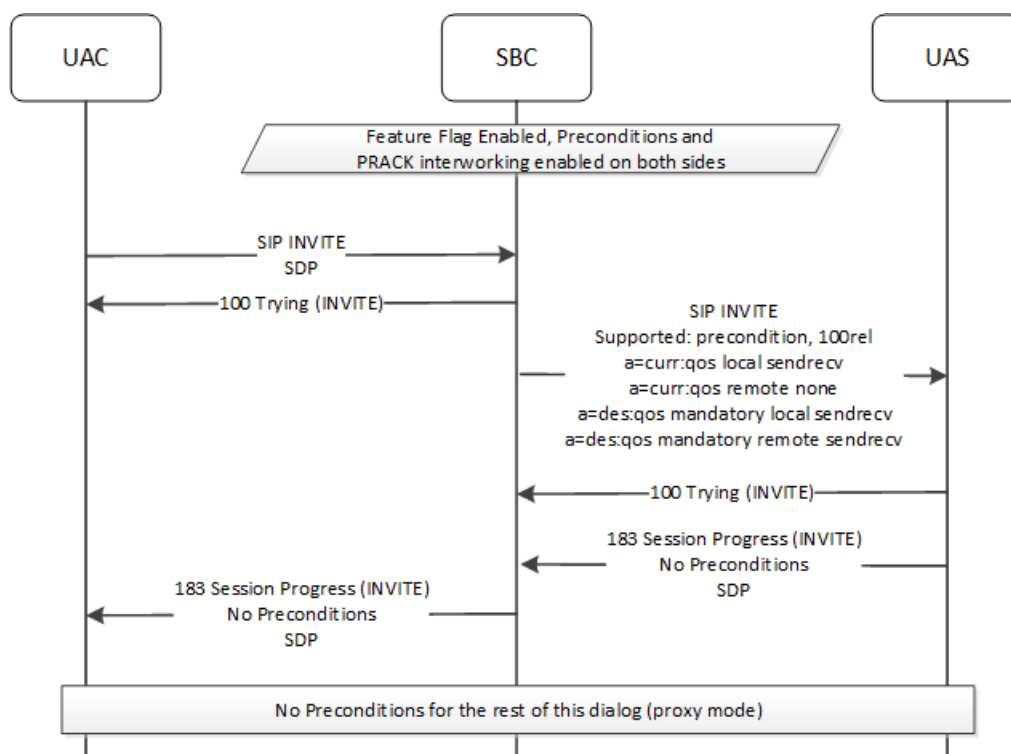 UAC
SBC
UAS
Feature Flag Enabled, Preconditions and
PRACK interworking enabled on both sides
SIP INVITE
SDP
100 Trying (INVITE)
SIP INVITE
Supported: precondition, 100rel
a=curr:qos local sendrecv
a=curr:qos remote none
a=des:qos mandatory local sendrecv
a=des:qos mandatory remote sendrecv
100 Trying (INVITE)
183 Session Progress (INVITE)
No Preconditions
SDP
183 Session Progress (INVITE)
No Preconditions
SDP
No Preconditions for the rest of this dialog (proxy mode)